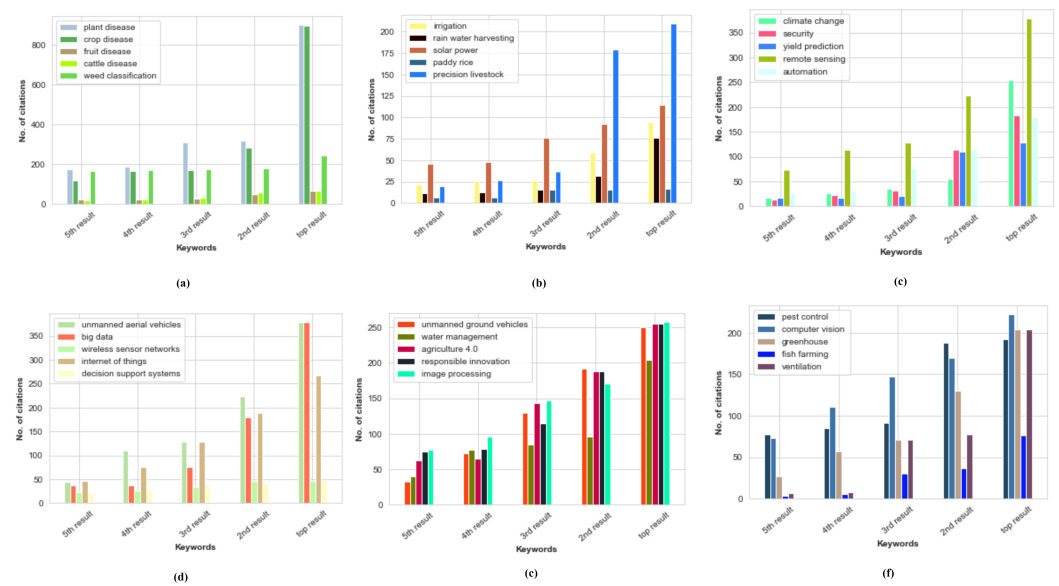 plant disease
crop disease
fruit disease
cattle disease
weed classification
800
600
400
200
0
No. of citations
5th result
4th result
3rd result
2nd result
top result
Keywords
(a)
irrigation
rain water harvesting
solar power
paddy rice
precision livestock
200
175
150
125
100
75
50
25
0
No. of citations
5th result
4th result
3rd result
2nd result
top result
Keywords
(b)
climate change
security
yield prediction
remote sensing
automation
350
300
250
200
150
100
50
0
No. of citations
5th result
4th result
3rd result
2nd result
top result
Keywords
(c)
unmanned aerial vehicles
big data
wireless sensor networks
internet of things
decision support systems
350
300
250
200
150
100
50
0
No. of citations
5th result
4th result
3rd result
2nd result
top result
Keywords
(d)
unmanned ground vehicles
water management
agriculture 4.0
responsible innovation
image processing
250
200
150
100
50
0
No. of citations
5th result
4th result
3rd result
2nd result
top result
Keywords
(e)
pest control
computer vision
greenhouse
fish farming
ventilation
200
150
100
50
0
No. of citations
5th result
4th result
3rd result
2nd result
top result
Keywords
(f)